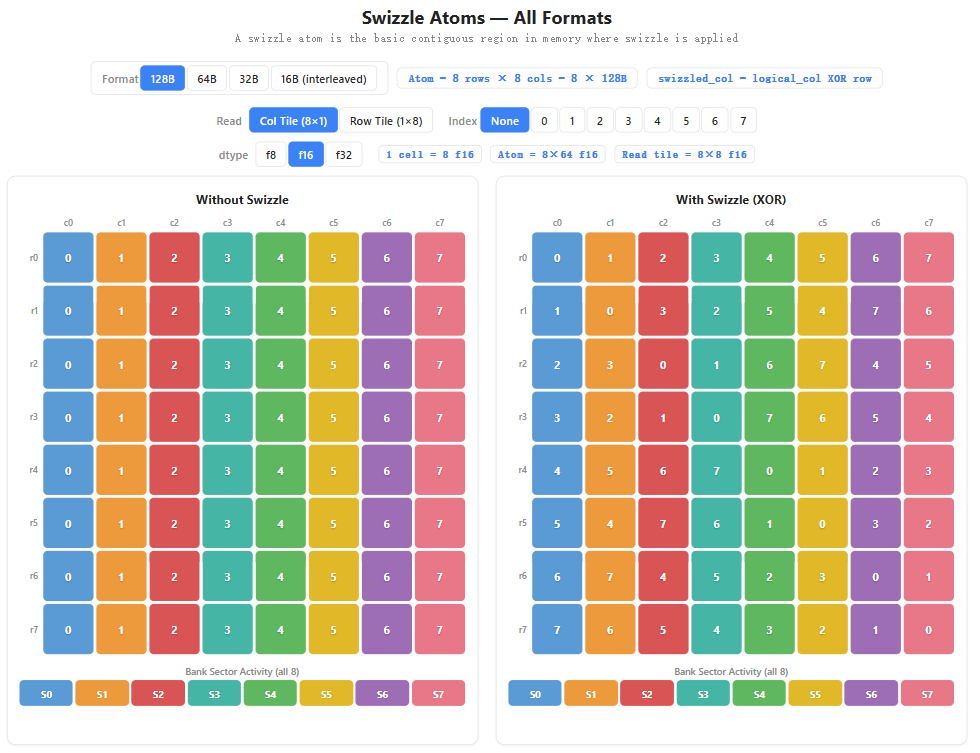 Swizzle Atoms — All Formats
A swizzle atom is the basic contiguous region in memory where swizzle is applied
Format 128B 64B 32B 16B (interleaved) Atom = 8 rows × 8 cols = 8 × 128B swizzled_col = logical_col XOR row
Read Col Tile (8×1) Row Tile (1×8) Index None 0 1 2 3 4 5 6 7
dtype f8 f16 f32 1 cell = 8 f16 Atom = 8×64 f16 Read tile = 8×8 f16
Without Swizzle
c0 c1 c2 c3 c4 c5 c6 c7
r0 0 1 2 3 4 5 6 7
r1 0 1 2 3 4 5 6 7
r2 0 1 2 3 4 5 6 7
r3 0 1 2 3 4 5 6 7
r4 0 1 2 3 4 5 6 7
r5 0 1 2 3 4 5 6 7
r6 0 1 2 3 4 5 6 7
r7 0 1 2 3 4 5 6 7
Bank Sector Activity (all 8)
S0 S1 S2 S3 S4 S5 S6 S7
With Swizzle (XOR)
c0 c1 c2 c3 c4 c5 c6 c7
r0 0 1 2 3 4 5 6 7
r1 1 0 3 2 5 4 7 6
r2 2 3 0 1 6 7 4 5
r3 3 2 1 0 7 6 5 4
r4 4 5 6 7 0 1 2 3
r5 5 4 7 6 1 0 3 2
r6 6 7 4 5 2 3 0 1
r7 7 6 5 4 3 2 1 0
Bank Sector Activity (all 8)
S0 S1 S2 S3 S4 S5 S6 S7